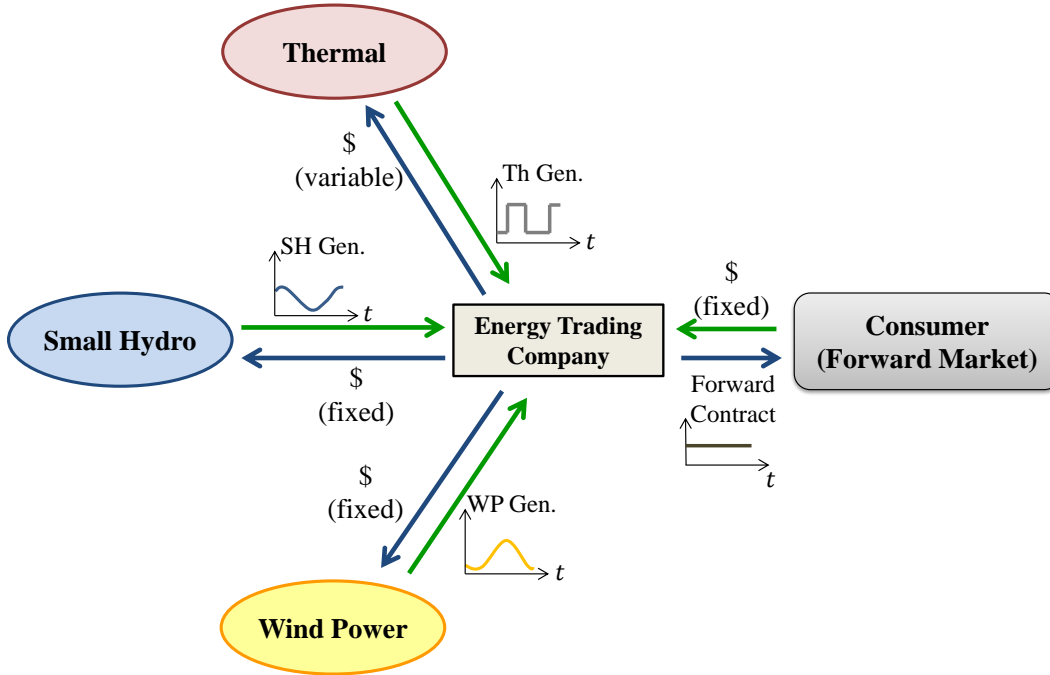 Thermal
$
(variable)
Th Gen.
t
SH Gen.
t
$
(fixed)
Small Hydro
Energy Trading
Company
Consumer
(Forward Market)
$
(fixed)
Forward
Contract
t
$
(fixed)
WP Gen.
t
Wind Power